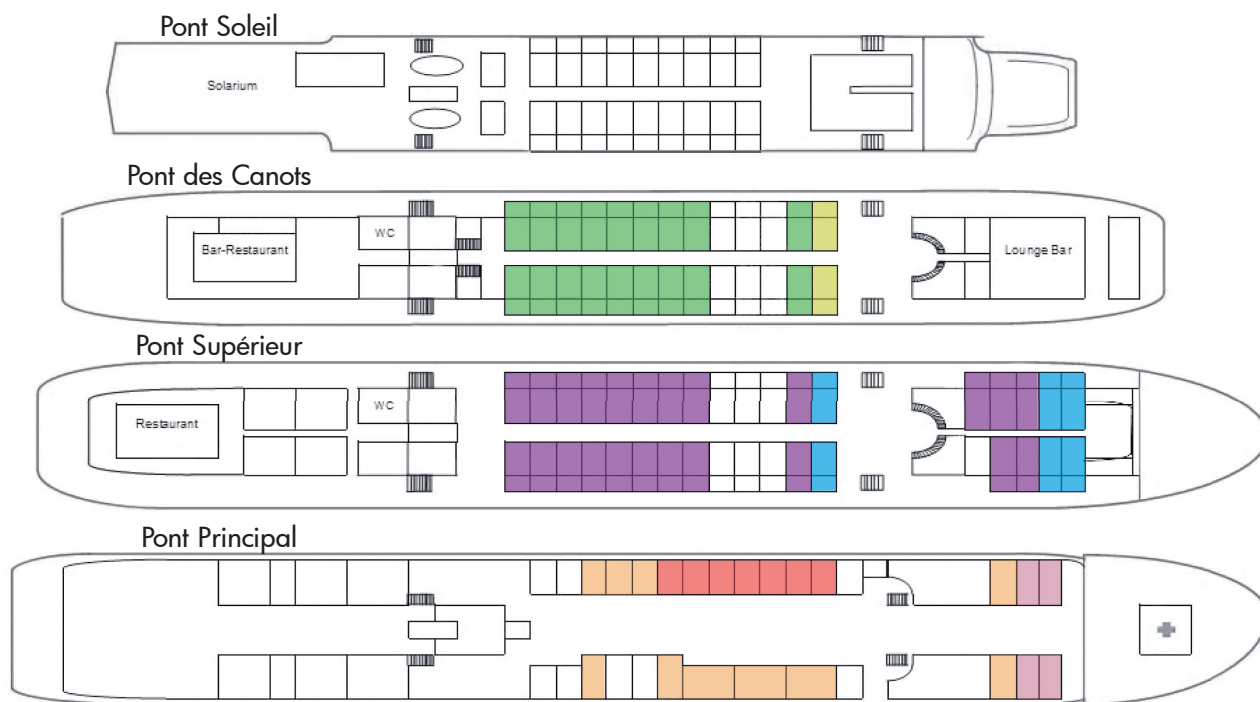 Pont Soleil
Solarium
Pont des Canots
Bar-Restaurant
WC
Lounge Bar
Pont Supérieur
Restaurant
WC
Pont Principal